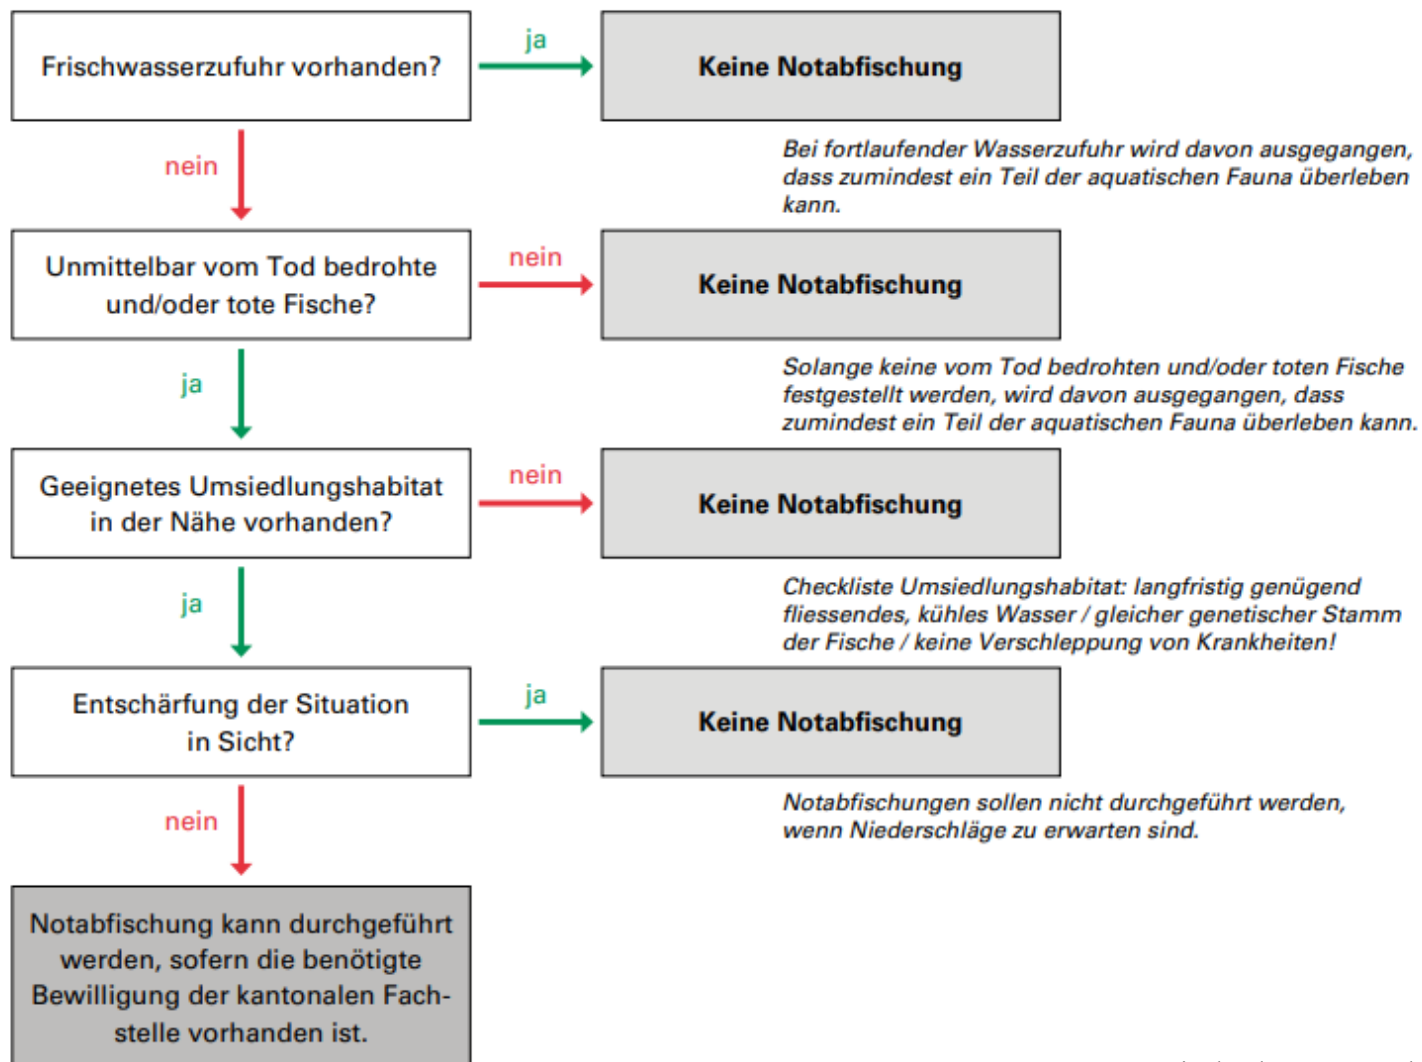 Frischwasserzufuhr vorhanden?
ja
Keine Notabfischung
Bei fortlaufender Wasserzufuhr wird davon ausgegangen,
dass zumindest ein Teil der aquatischen Fauna überleben
kann.
nein
Unmittelbar vom Tod bedrohte
und/oder tote Fische?
nein
Keine Notabfischung
Solange keine vom Tod bedrohten und/oder toten Fische
festgestellt werden, wird davon ausgegangen, dass
zumindest ein Teil der aquatischen Fauna überleben kann.
ja
Geeignetes Umsiedlungshabitat
in der Nähe vorhanden?
nein
Keine Notabfischung
Checkliste Umsiedlungshabitat: langfristig genügend
fliessendes, kühles Wasser / gleicher genetischer Stamm
der Fische / keine Verschleppung von Krankheiten!
ja
Entschärfung der Situation
in Sicht?
ja
Keine Notabfischung
Notabfischungen sollen nicht durchgeführt werden,
wenn Niederschläge zu erwarten sind.
nein
Notabfischung kann durchgeführt
werden, sofern die benötigte
Bewilligung der kantonalen Fach-
stelle vorhanden ist.